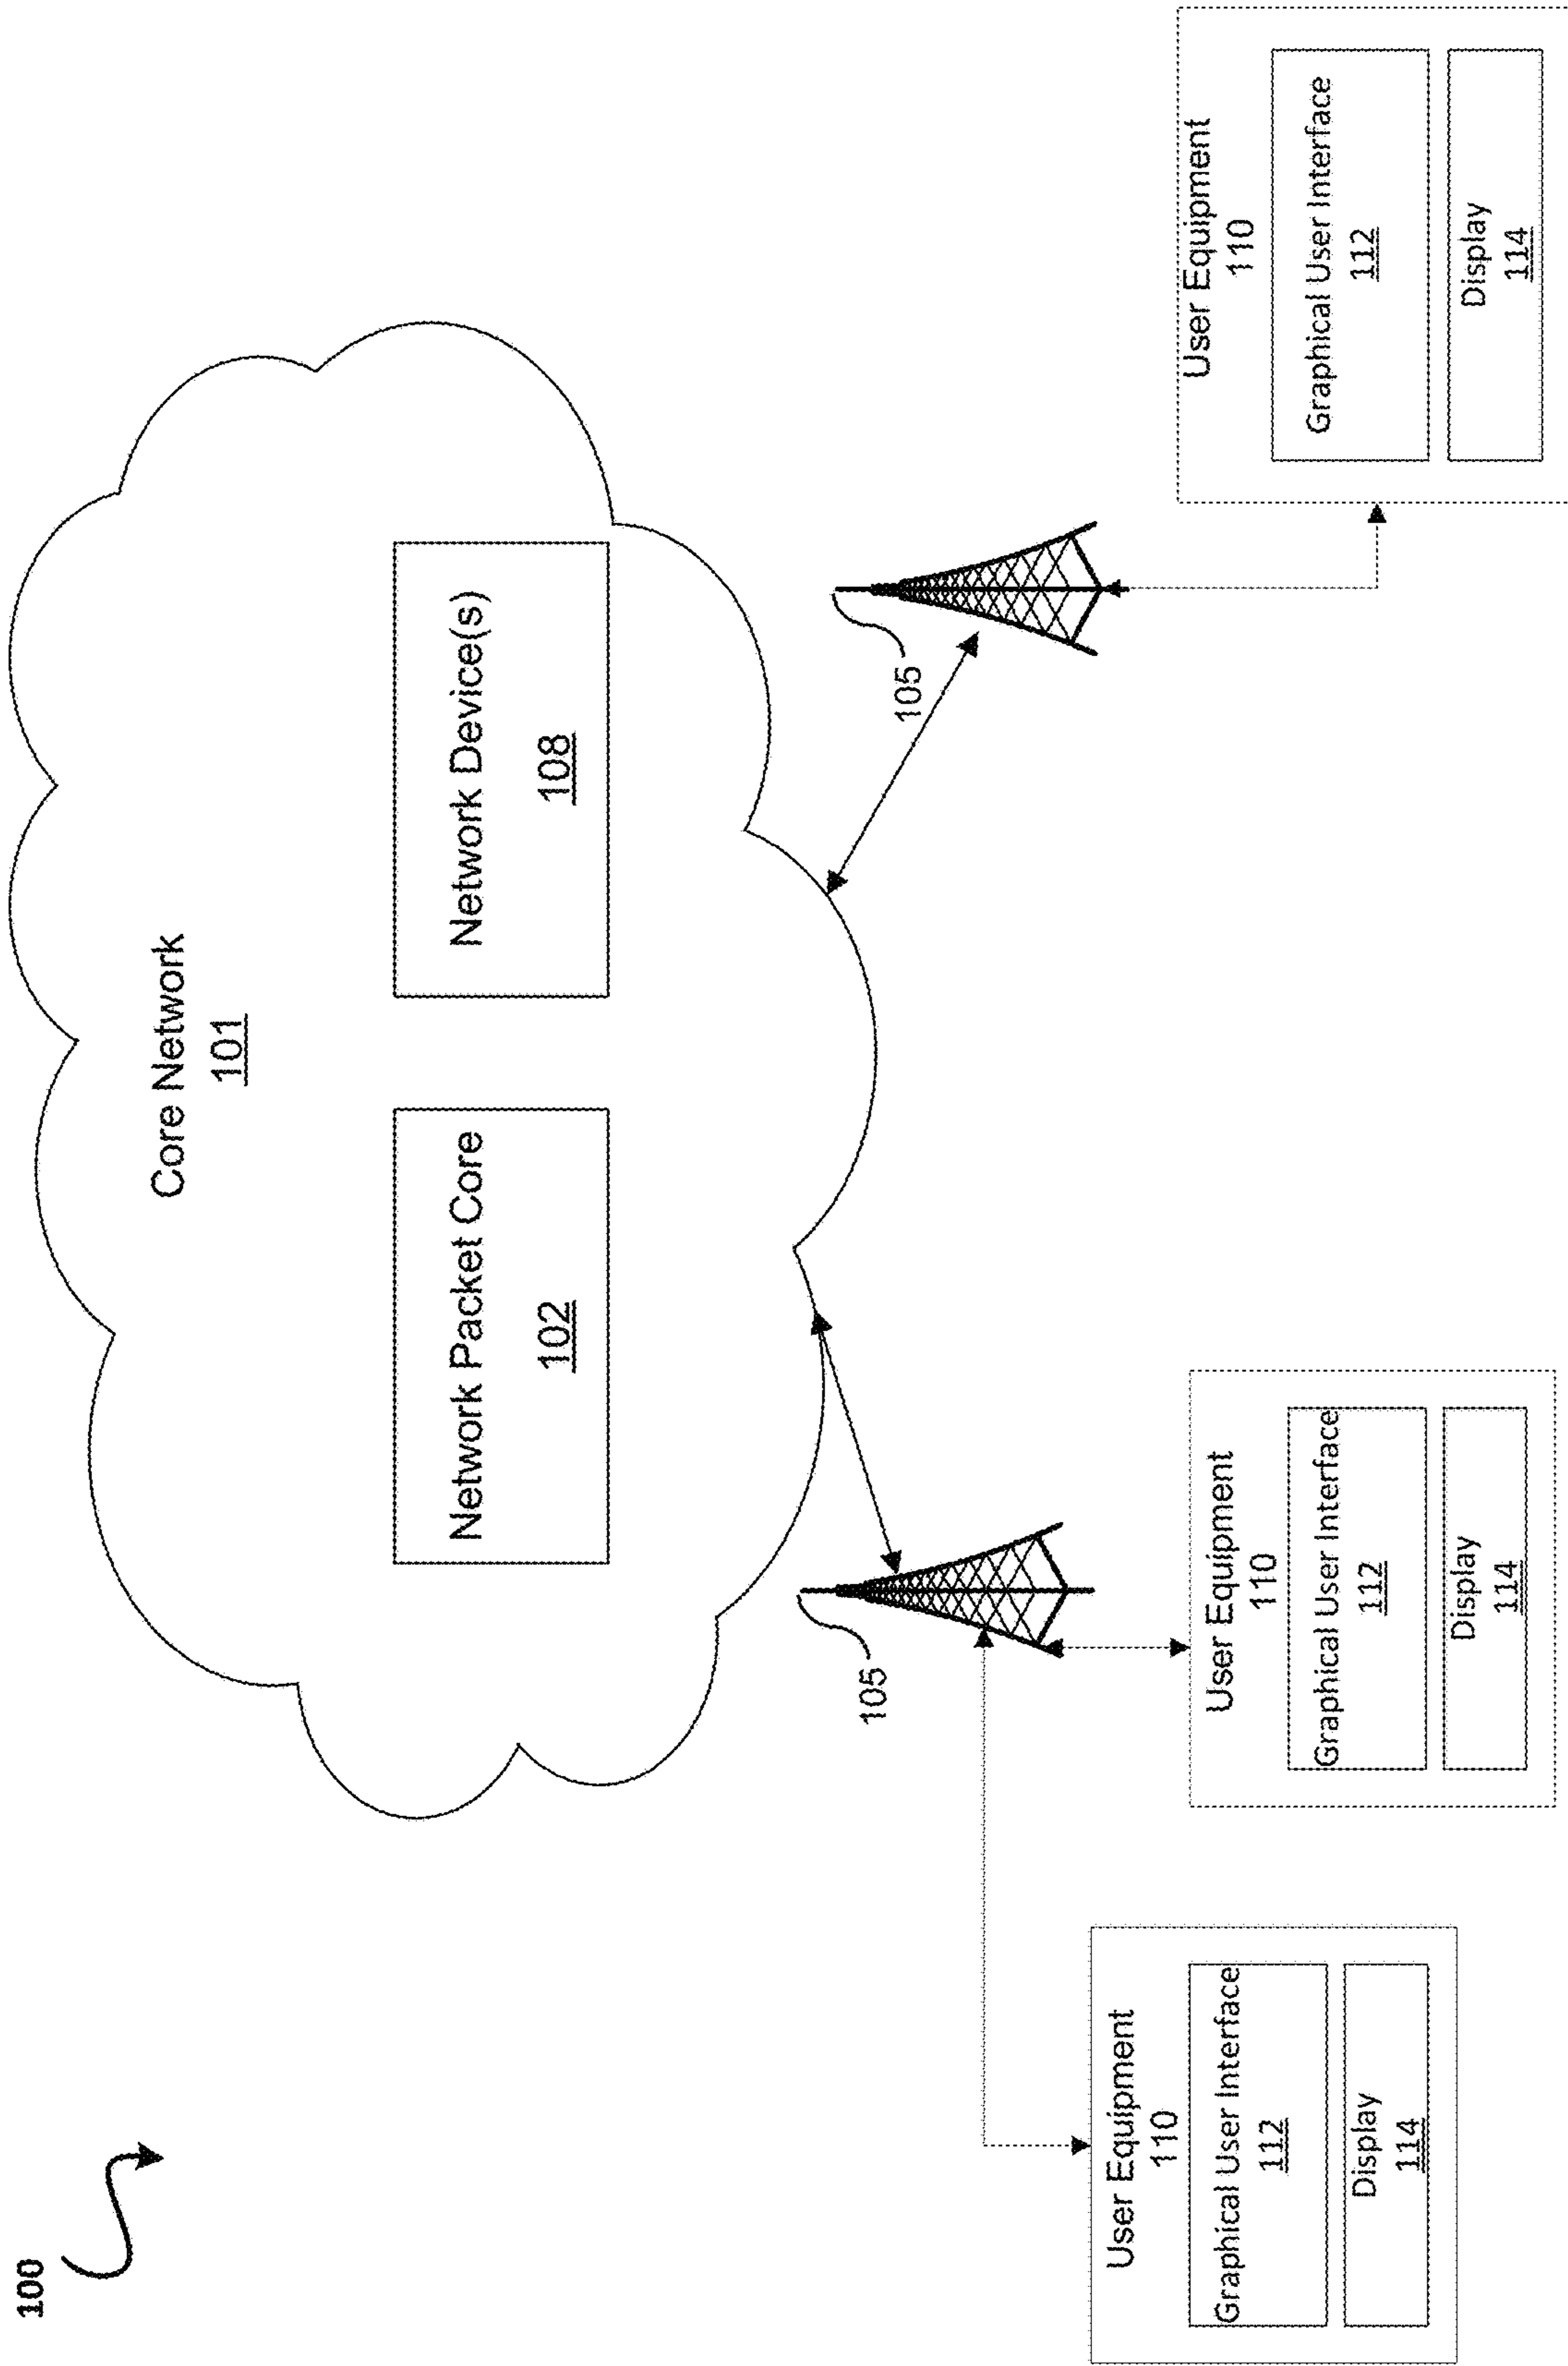 100
Core Network
101
Network Packet Core
102
Network Device(s)
108
105
105
User Equipment
110
Graphical User Interface
112
Display
114
User Equipment
110
Graphical User Interface
112
Display
114
User Equipment
110
Graphical User Interface
112
Display
114